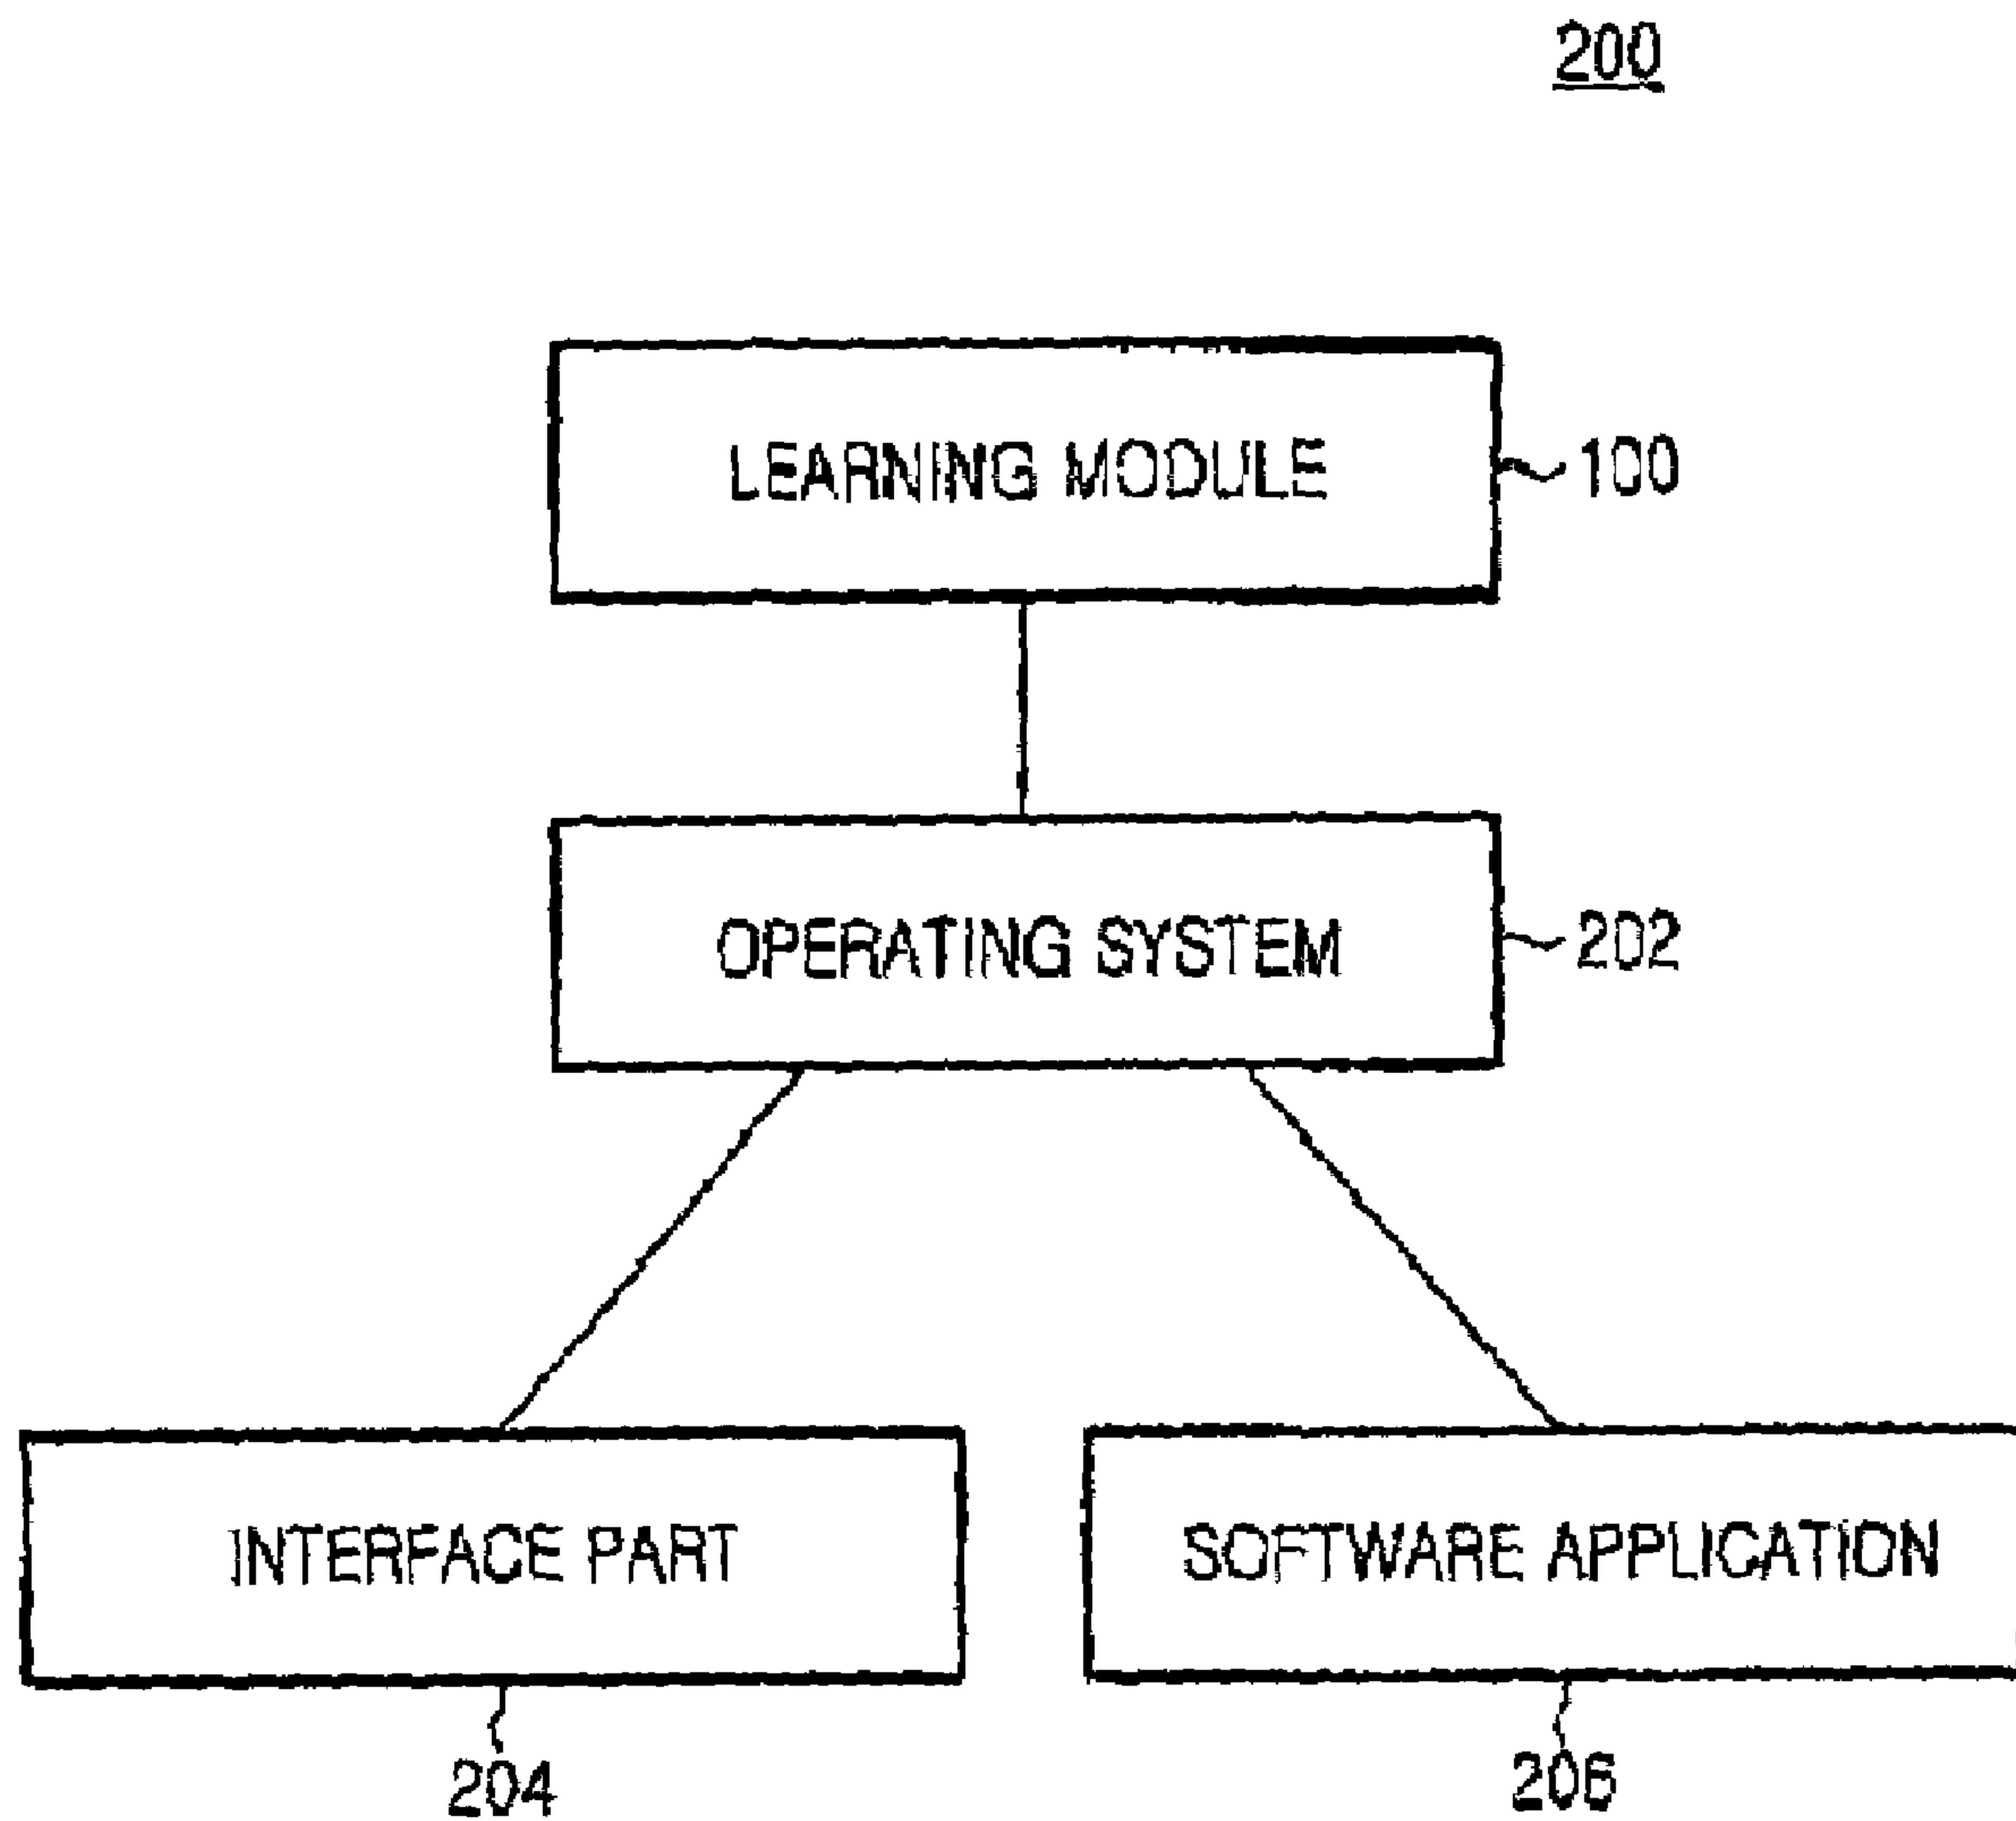 200
LEARNING MODULE
100
OPERATING SYSTEM
202
INTERFACE PART
SOFTWARE APPLICATION
204
206